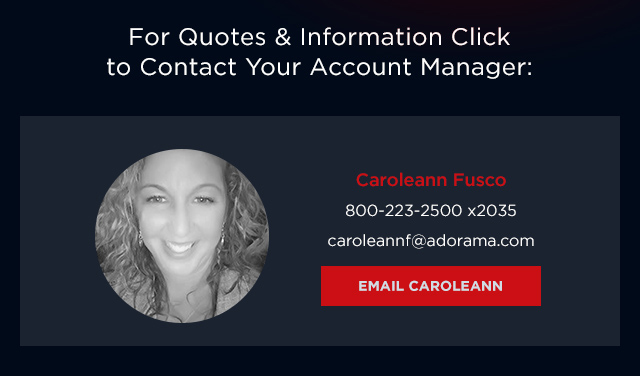 For Quotes & Information Click
to Contact Your Account Manager:
Caroleann Fusco
800-223-2500 x2035
caroleannf@adorama.com
EMAIL CAROLEANN